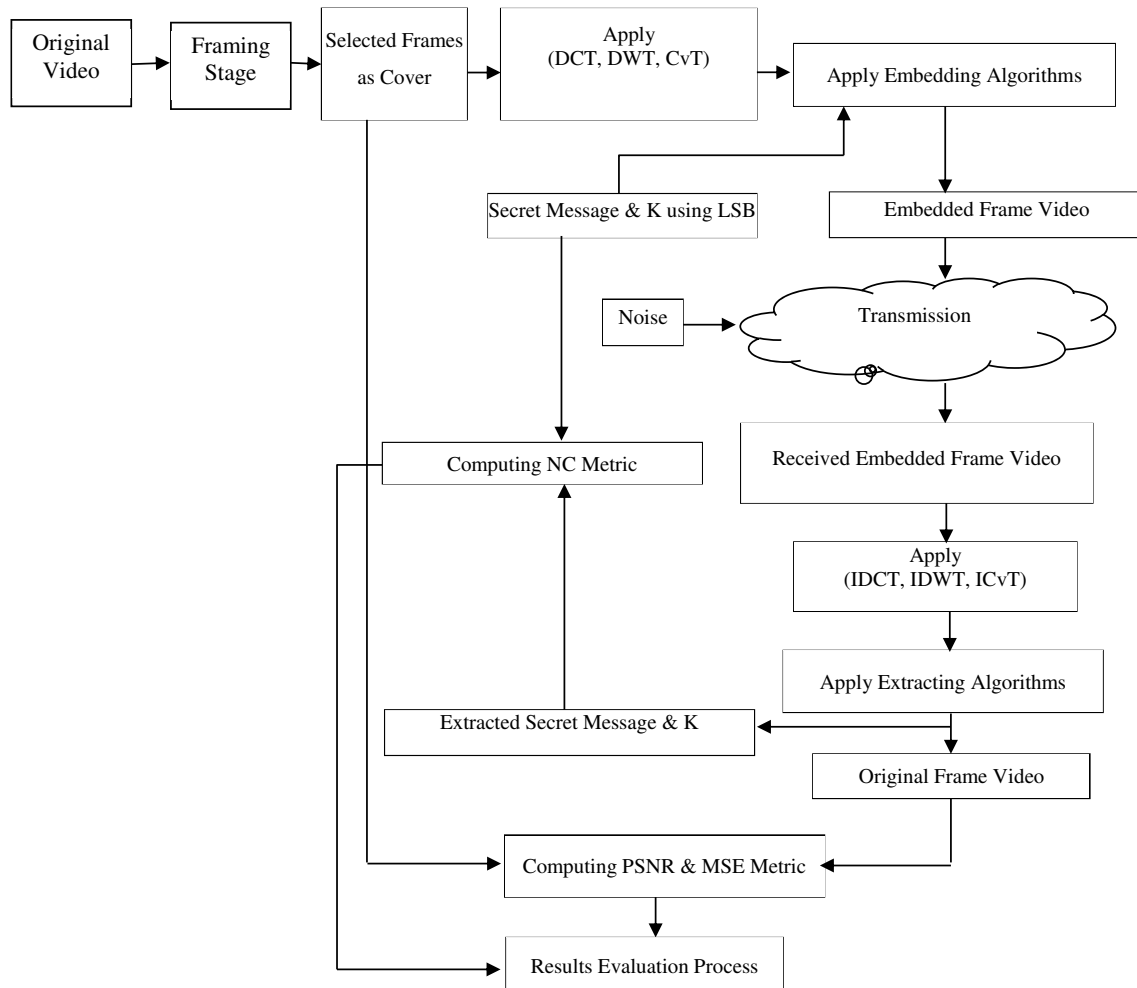 Original
Video
Framing
Stage
Selected Frames
as Cover
Apply
(DCT, DWT, CvT)
Apply Embedding Algorithms
Secret Message & K using LSB
Embedded Frame Video
Noise
Transmission
Computing NC Metric
Received Embedded Frame Video
Apply
(IDCT, IDWT, ICvT)
Apply Extracting Algorithms
Extracted Secret Message & K
Original Frame Video
Computing PSNR & MSE Metric
Results Evaluation Process